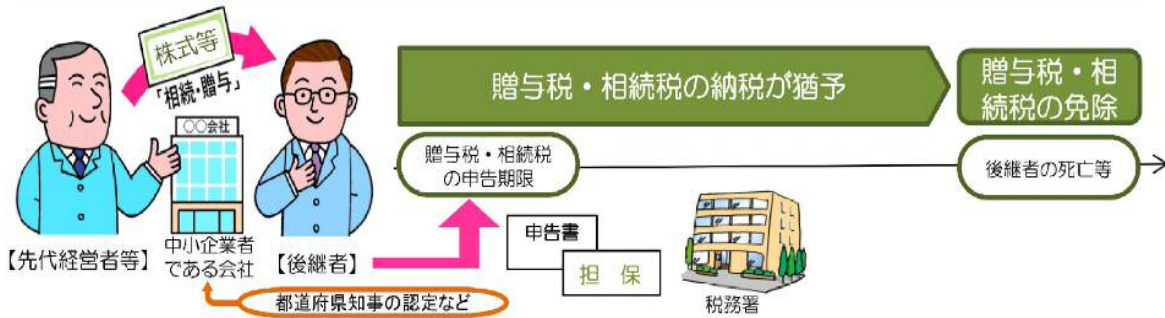 株式等
「相続・贈与」
〇〇会社
【先代経営者等】
中小企業者
である会社
【後継者】
都道府県知事の認定など
贈与税・相続税の納税が猶予
贈与税・相
続税の免除
贈与税・相続税
の申告期限
後継者の死亡等
申告書
担 保
税務署